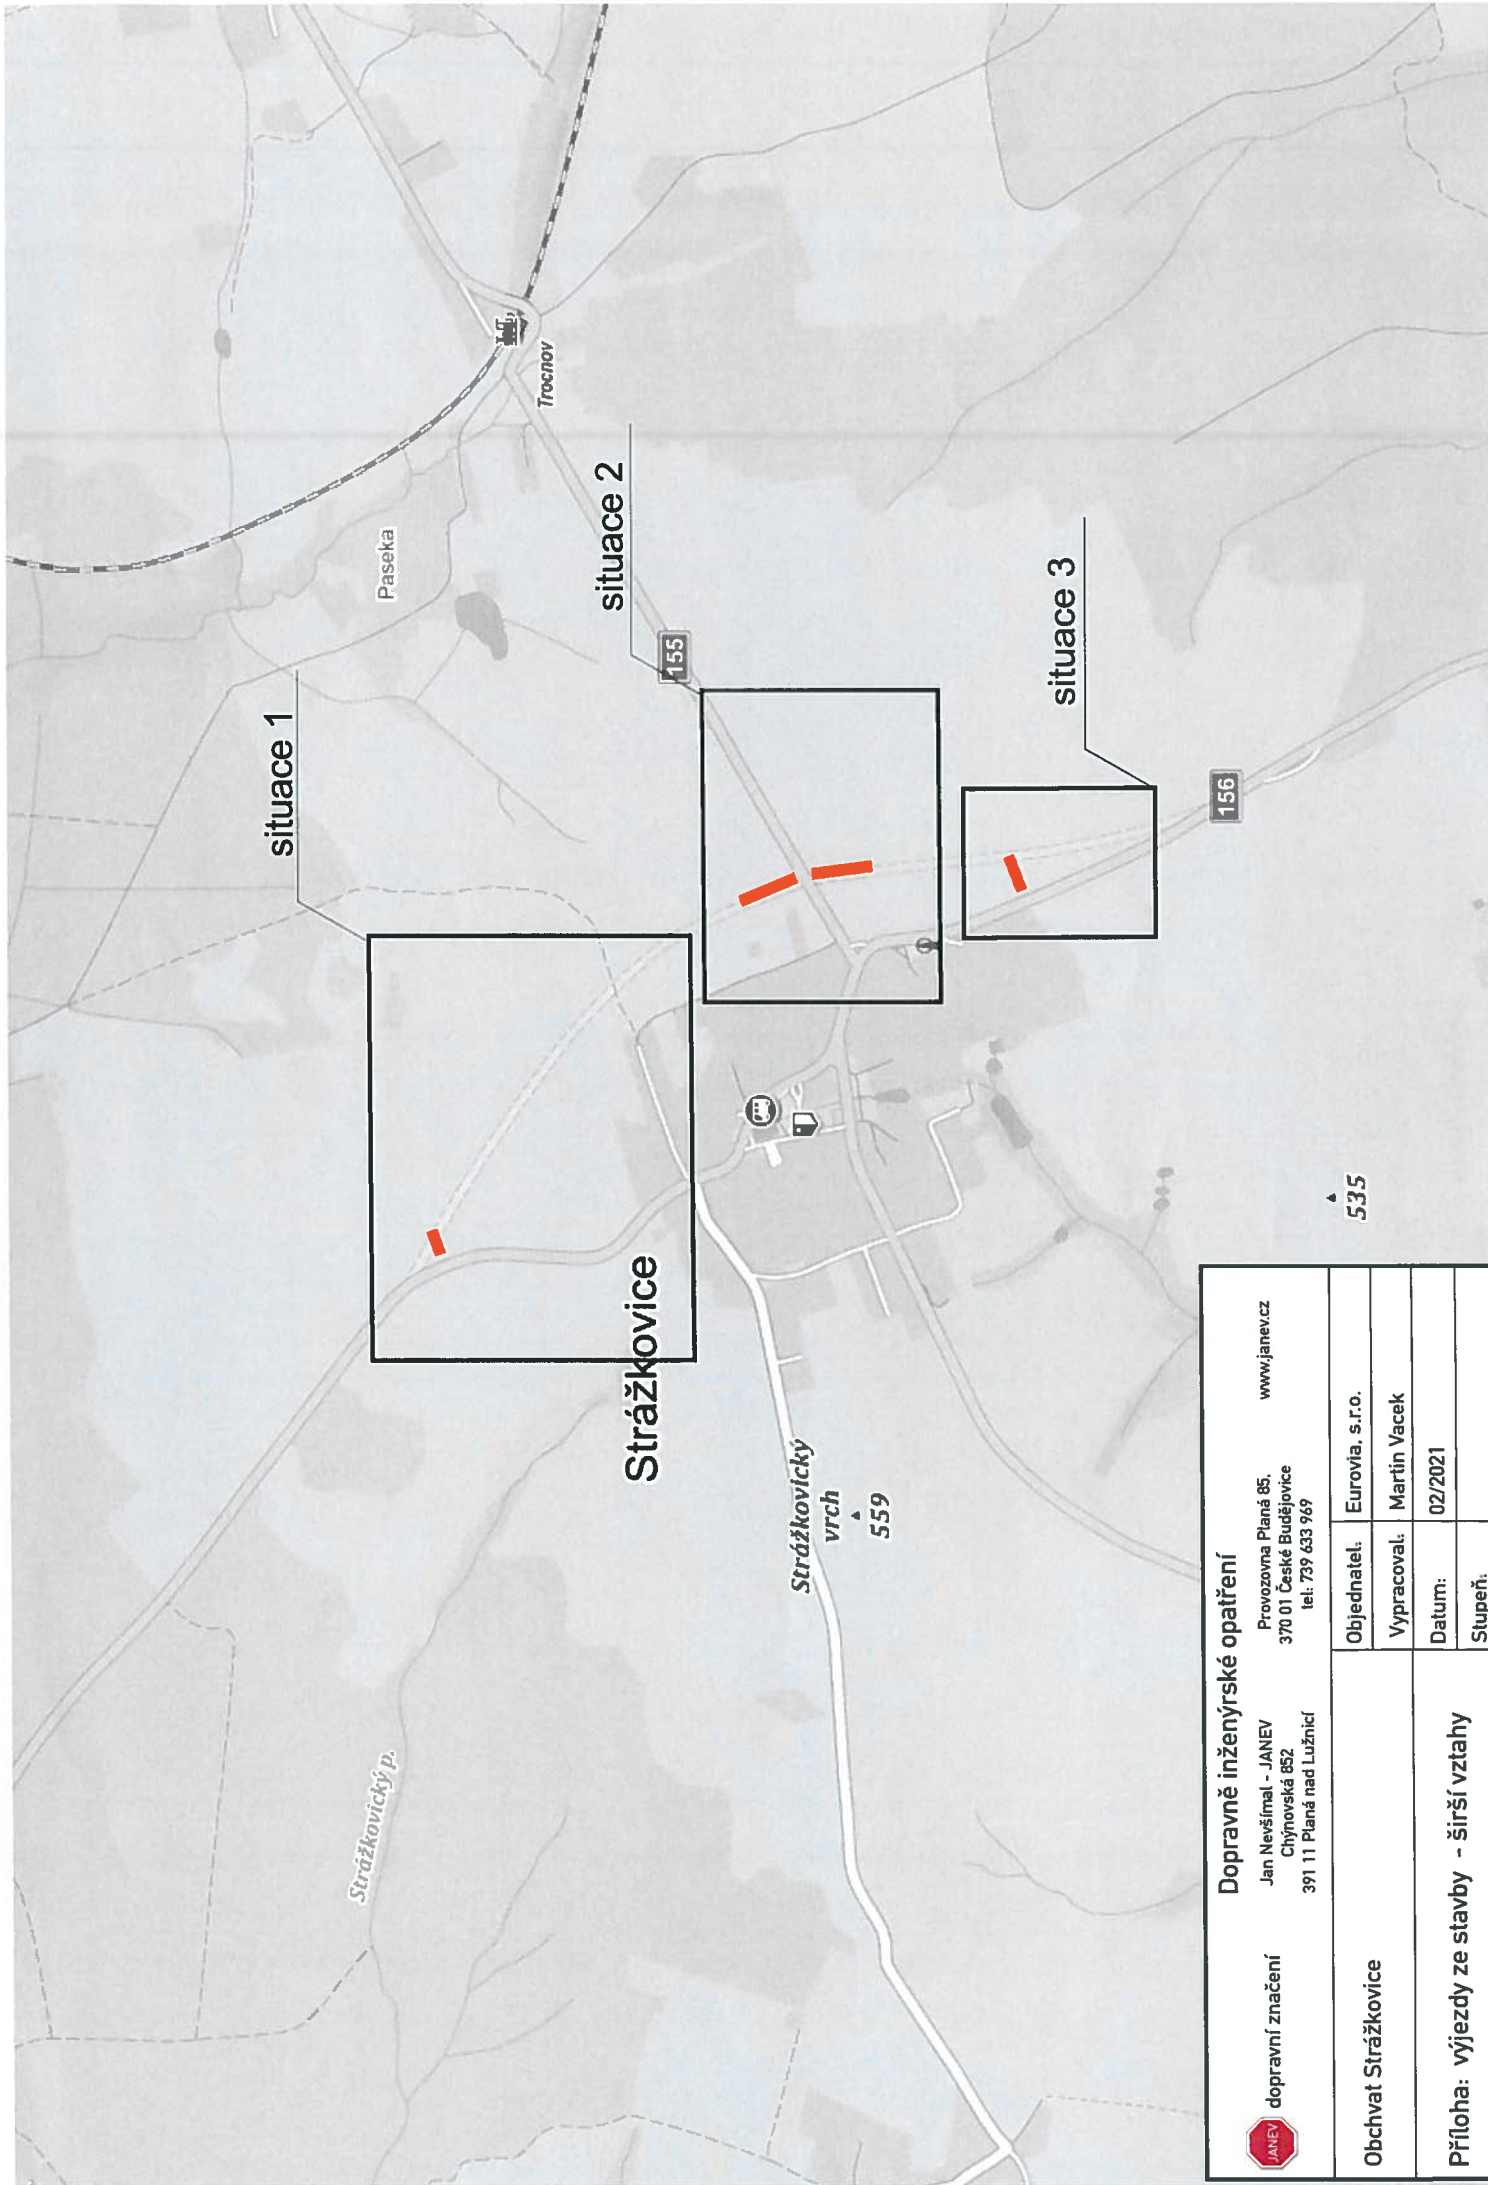 situace 1
situace 2
situace 3
Paseka
Trocnov
155
156
Strážkovice
Strážkovický
vrch
559
535
Strážkovický p.
JANEV
dopravní značení
Dopravně inženýrské opatření
Jan Nevšímal - JANEV
Chýnovská 852
391 11 Planá nad Lužnicí
Provozovna Planá 85,
370 01 České Budějovice
tel: 739 633 969
www.janev.cz
Obchvat Strážkovice
Objednatel: Eurovia, s.r.o.
Vypracoval: Martin Vacek
Datum: 02/2021
Stupeň:
Příloha: výjezdy ze stavby - širší vztahy